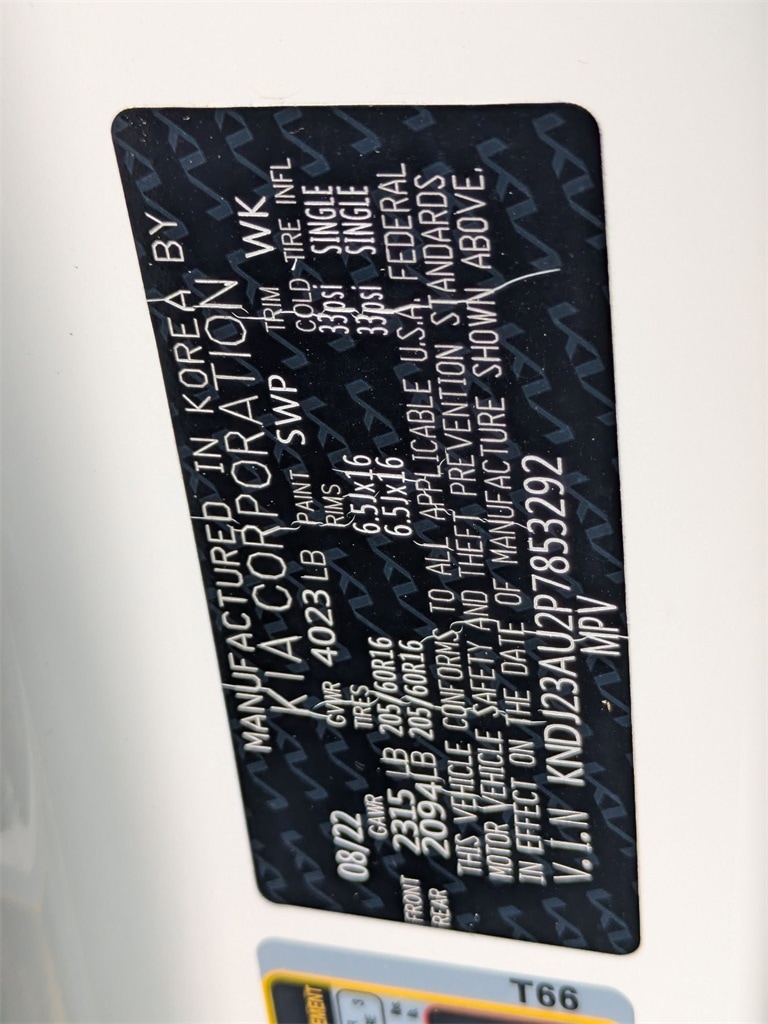 MANUFACTURED IN KOREA BY
KIA CORPORATION
08/22 GVWR 4023 LB PAINT SWP TRIM WK
GAWR TIRES RIMS COLD TIRE INFL
FRONT 2315 LB 205/60R16 6.5Jx16 33psi SINGLE
REAR 2094LB 205/60R16 6.5Jx16 33psi SINGLE
THIS VEHICLE CONFORMS TO ALL APPLICABLE U.S.A. FEDERAL
MOTOR VEHICLE SAFETY AND THEFT PREVENTION STANDARDS
IN EFFECT ON THE DATE OF MANUFACTURE SHOWN ABOVE.
V.I.N KNDJ23AU2P7853292
MPV
T66